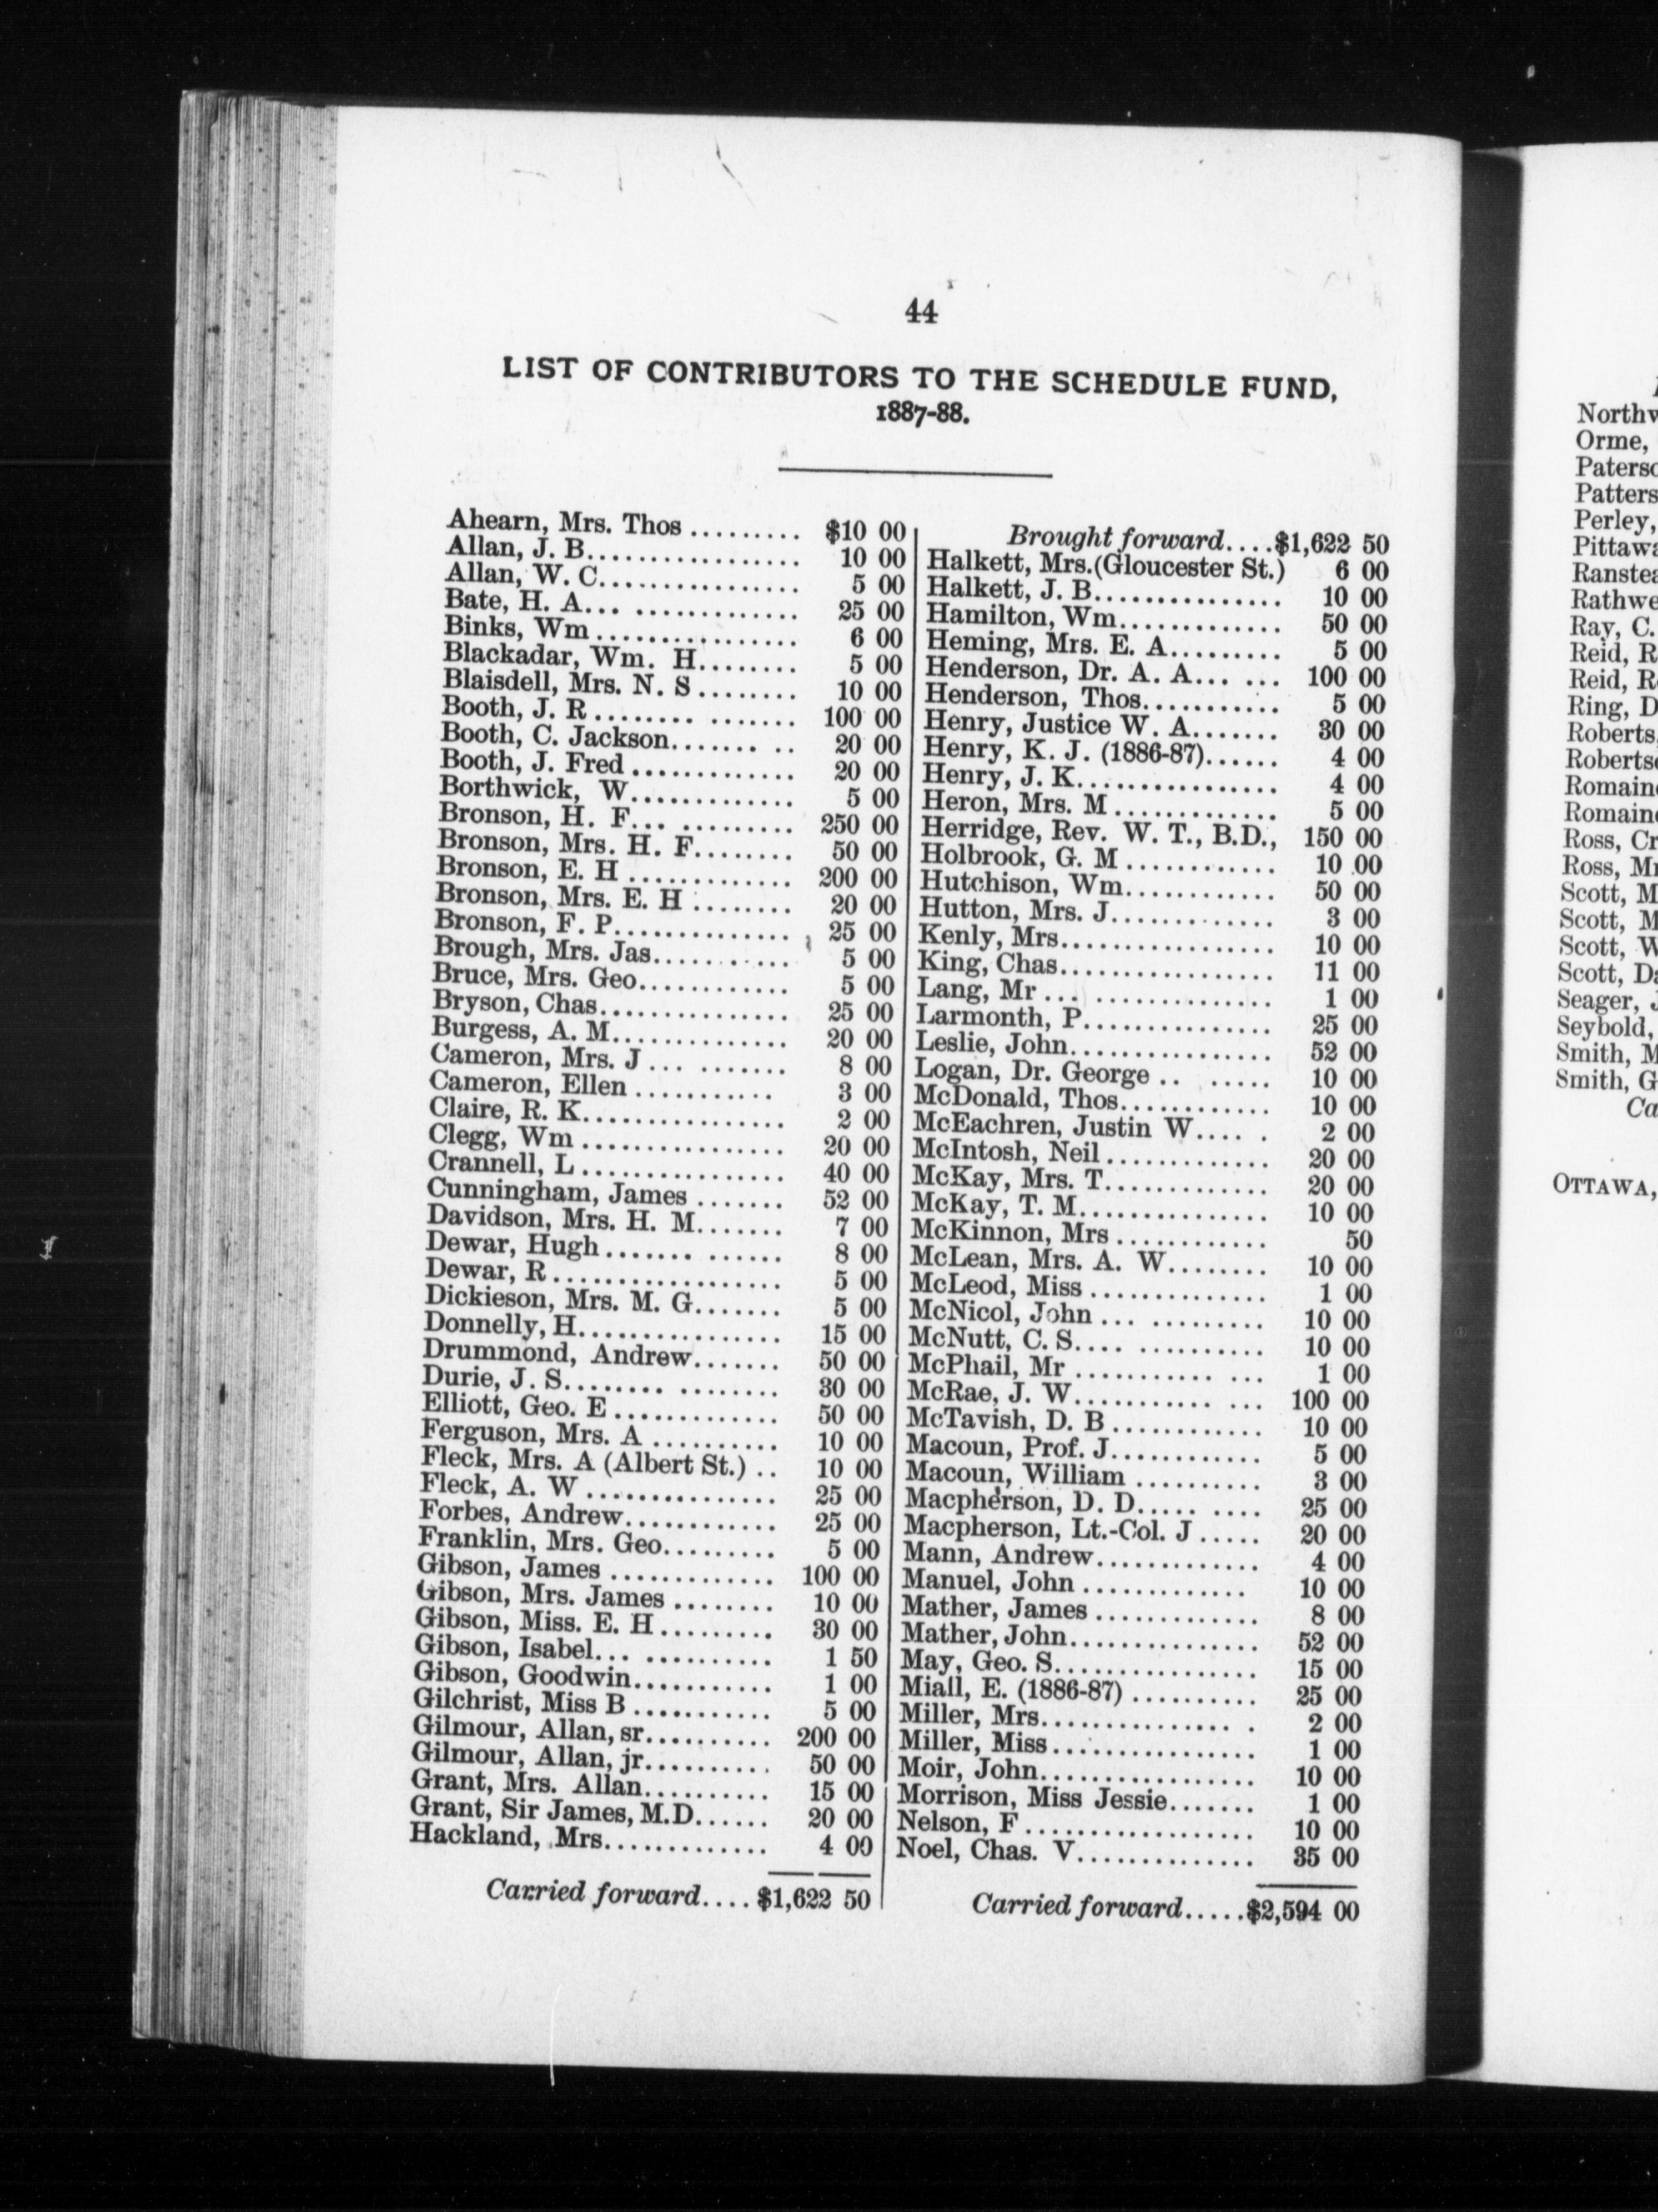 44
LIST OF CONTRIBUTORS TO THE SCHEDULE FUND,
1887-88.
Ahearn, Mrs. Thos ......... $10 00
Allan, J. B.................. 10 00
Allan, W. C................. 5 00
Bate, H. A... .............. 25 00
Binks, Wm ................ 6 00
Blackadar, Wm. H........ 5 00
Blaisdell, Mrs. N. S ........ 10 00
Booth, J. R ........ ....... 100 00
Booth, C. Jackson....... .. 20 00
Booth, J. Fred ............. 20 00
Borthwick, W............. 5 00
Bronson, H. F... ......... 250 00
Bronson, Mrs. H. F........ 50 00
Bronson, E. H ............. 200 00
Bronson, Mrs. E. H ........ 20 00
Bronson, F. P.............. 25 00
Brough, Mrs. Jas........... 5 00
Bruce, Mrs. Geo............ 5 00
Bryson, Chas............... 25 00
Burgess, A. M.............. 20 00
Cameron, Mrs. J ... ....... 8 00
Cameron, Ellen ........... 3 00
Claire, R. K................ 2 00
Clegg, Wm ................ 20 00
Crannell, L ................ 40 00
Cunningham, James ....... 52 00
Davidson, Mrs. H. M....... 7 00
Dewar, Hugh ....... ...... 8 00
Dewar, R .................. 5 00
Dickieson, Mrs. M. G....... 5 00
Donnelly, H................ 15 00
Drummond, Andrew....... 50 00
Durie, J. S........ ........ 30 00
Elliott, Geo. E ............. 50 00
Ferguson, Mrs. A .......... 10 00
Fleck, Mrs. A (Albert St.) .. 10 00
Fleck, A. W ............... 25 00
Forbes, Andrew............ 25 00
Franklin, Mrs. Geo......... 5 00
Gibson, James ............. 100 00
Gibson, Mrs. James ........ 10 00
Gibson, Miss. E. H ......... 30 00
Gibson, Isabel... .......... 1 50
Gibson, Goodwin........... 1 00
Gilchrist, Miss B ........... 5 00
Gilmour, Allan, sr.......... 200 00
Gilmour, Allan, jr.......... 50 00
Grant, Mrs. Allan.......... 15 00
Grant, Sir James, M.D...... 20 00
Hackland, Mrs............. 4 00
Carried forward.... $1,622 50
Brought forward....$1,622 50
Halkett, Mrs.(Gloucester St.) 6 00
Halkett, J. B............... 10 00
Hamilton, Wm............. 50 00
Heming, Mrs. E. A......... 5 00
Henderson, Dr. A. A... ... 100 00
Henderson, Thos........... 5 00
Henry, Justice W. A....... 30 00
Henry, K. J. (1886-87)...... 4 00
Henry, J. K................ 4 00
Heron, Mrs. M ............. 5 00
Herridge, Rev. W. T., B.D., 150 00
Holbrook, G. M ............ 10 00
Hutchison, Wm............ 50 00
Hutton, Mrs. J............. 3 00
Kenly, Mrs................. 10 00
King, Chas................. 11 00
Lang, Mr ... .............. 1 00
Larmonth, P............... 25 00
Leslie, John................ 52 00
Logan, Dr. George .. ..... 10 00
McDonald, Thos............ 10 00
McEachren, Justin W.... . 2 00
McIntosh, Neil ............. 20 00
McKay, Mrs. T............. 20 00
McKay, T. M............... 10 00
McKinnon, Mrs ............ 50
McLean, Mrs. A. W........ 10 00
McLeod, Miss .............. 1 00
McNicol, John ... ......... 10 00
McNutt, C. S.... .......... 10 00
McPhail, Mr ........... ... 1 00
McRae, J. W........... ... 100 00
McTavish, D. B ............ 10 00
Macoun, Prof. J............ 5 00
Macoun, William .......... 3 00
Macpherson, D. D..... .... 25 00
Macpherson, Lt.-Col. J ..... 20 00
Mann, Andrew............. 4 00
Manuel, John ............. 10 00
Mather, James ............. 8 00
Mather, John............... 52 00
May, Geo. S................ 15 00
Miall, E. (1886-87) .......... 25 00
Miller, Mrs............... . 2 00
Miller, Miss ................ 1 00
Moir, John................. 10 00
Morrison, Miss Jessie....... 1 00
Nelson, F .................. 10 00
Noel, Chas. V.............. 35 00
Carried forward.....$2,594 00
Orme,
Perley,
Ray, C.
Reid, R
Reid, R
Ring, D
Roberts,
Ross, Cr
Ross, M
Scott, M
Scott, M
Scott, W
Scott, Da
Seager, J
Seybold,
Smith, M
Smith, G
Ca
OTTAWA,